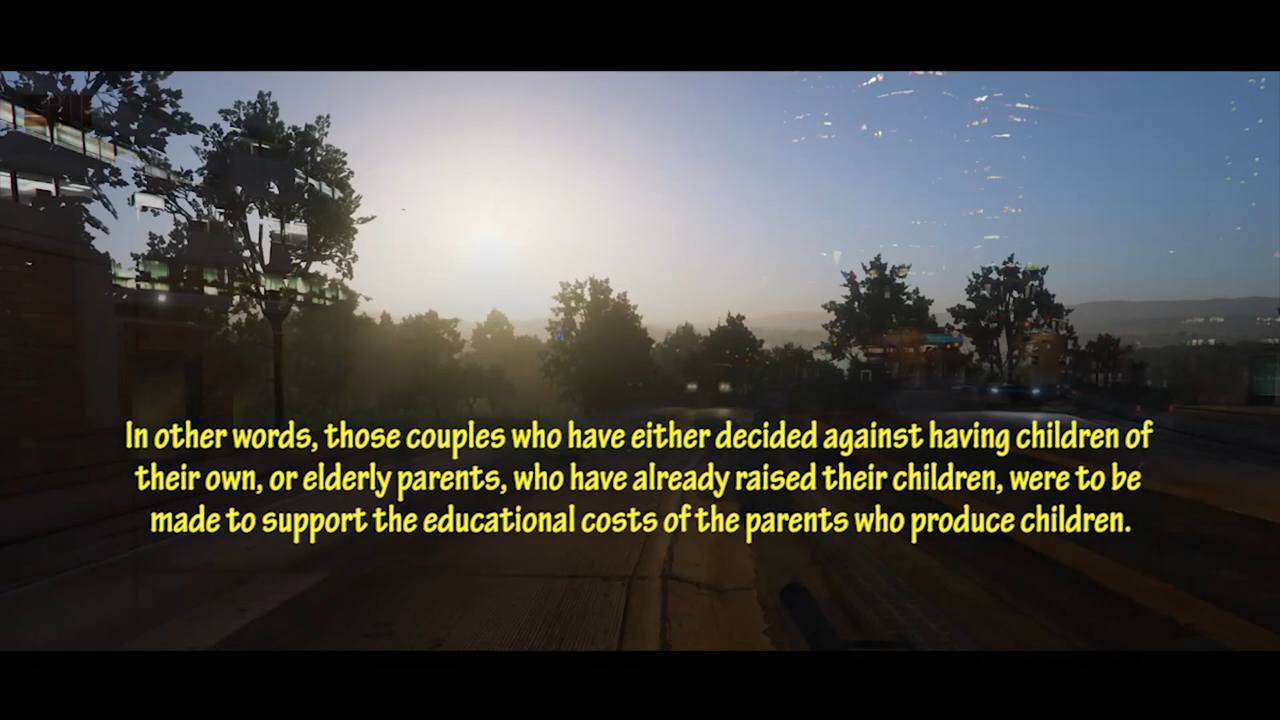 In other words, those couples who have either decided against having children of
their own, or elderly parents, who have already raised their children, were to be
made to support the educational costs of the parents who produce children.